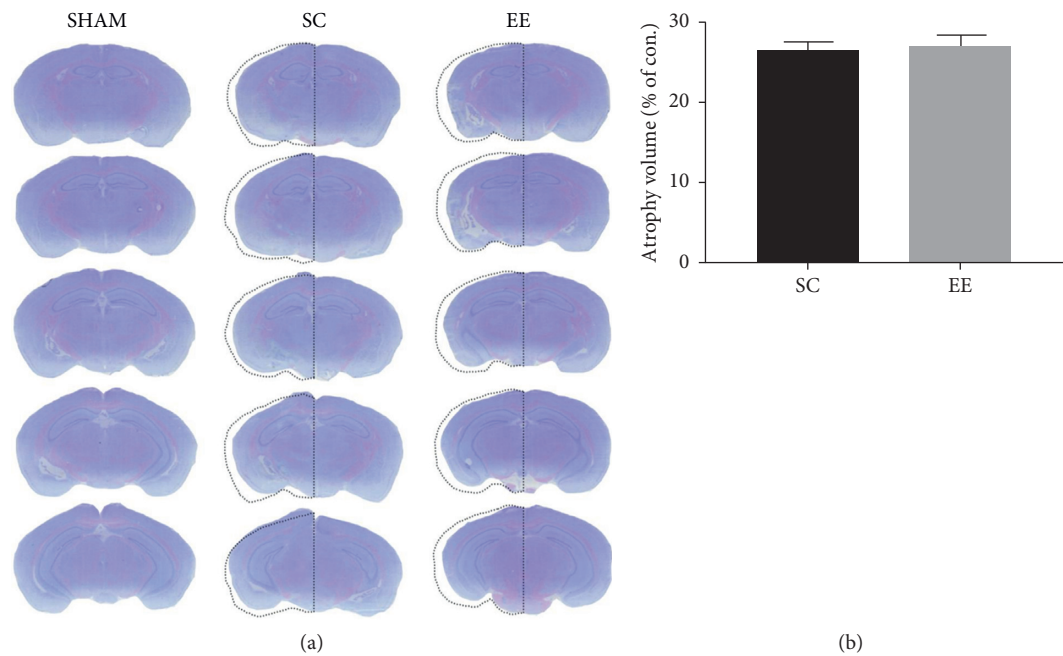 SHAM SC EE
(a)
Atrophy volume (% of con.)
30
20
10
0
SC EE
(b)